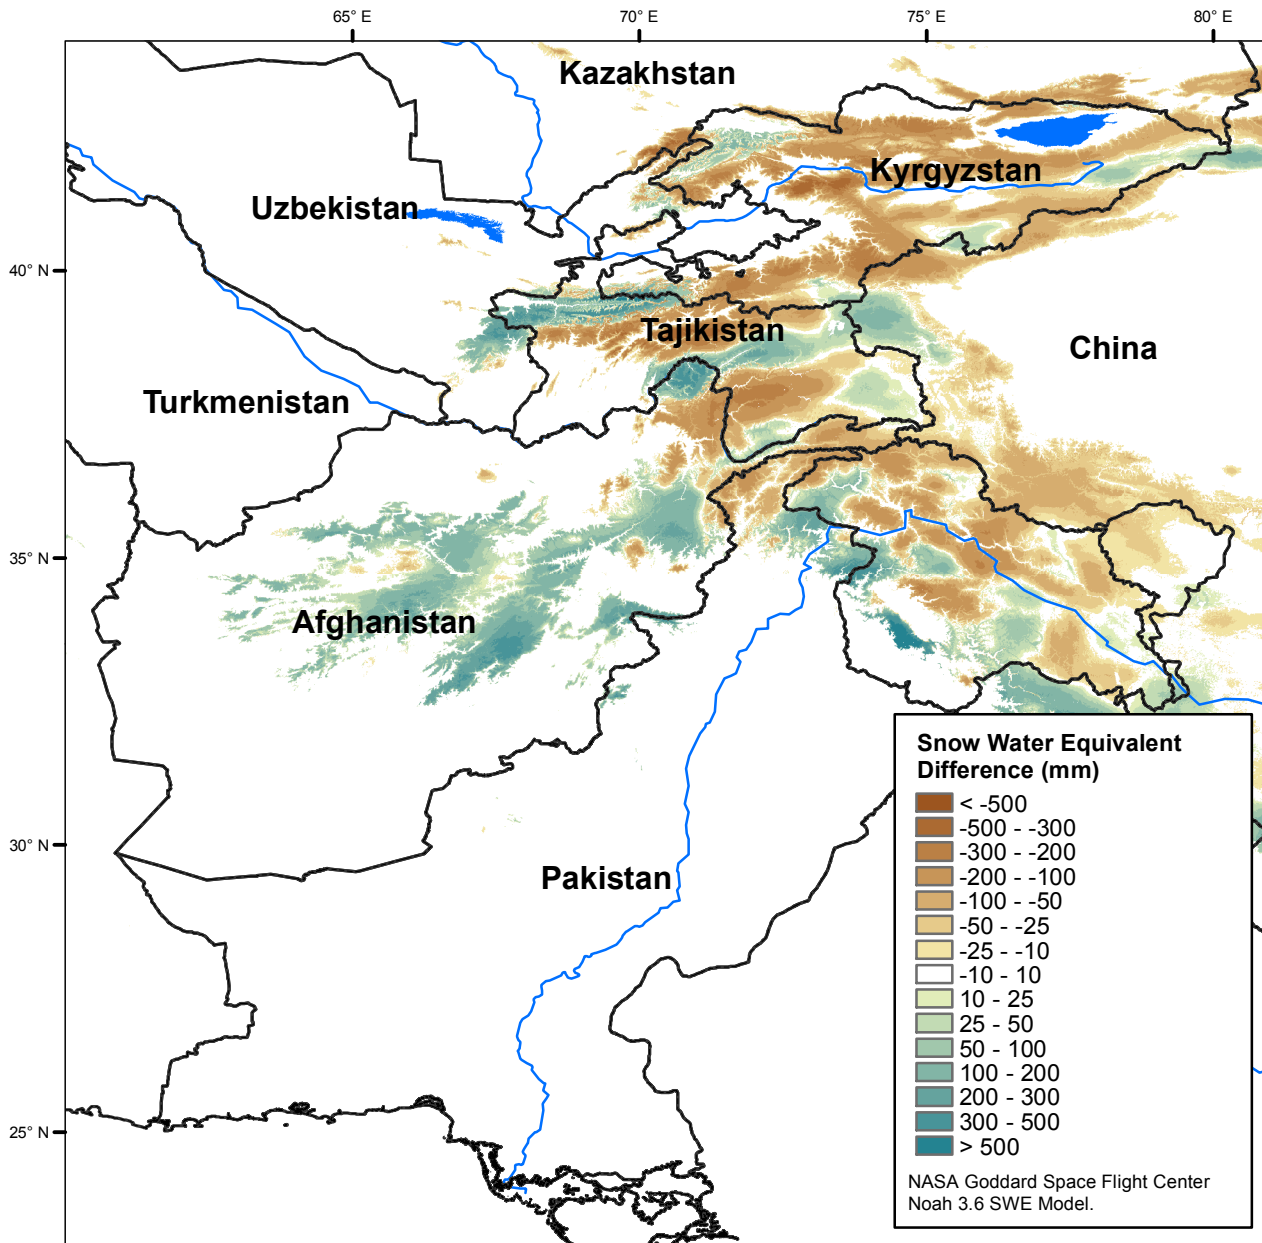 65° E
70° E
75° E
80° E
Kazakhstan
Kyrgyzstan
Uzbekistan
40° N
Tajikistan
China
Turkmenistan
35° N
Afghanistan
Snow Water Equivalent
Difference (mm)
< -500
-500 - -300
-300 - -200
-200 - -100
-100 - -50
-50 - -25
-25 - -10
-10 - 10
10 - 25
25 - 50
50 - 100
100 - 200
200 - 300
300 - 500
> 500
30° N
Pakistan
25° N
NASA Goddard Space Flight Center
Noah 3.6 SWE Model.